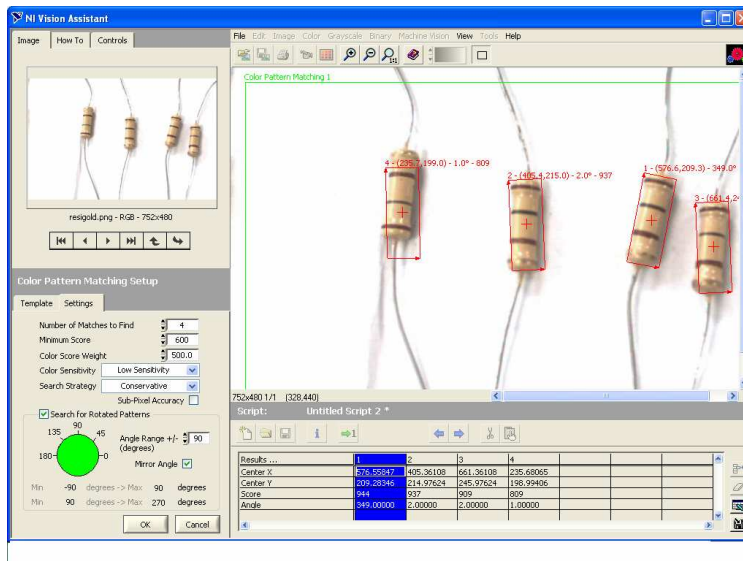 NI Vision Assistant
Image How To Controls
File Edit Image Color Grayscale Binary Machine Vision View Tools Help
1:1
Color Pattern Matching 1
4 - (235.7,199.0) - 1.0° - 809
2 - (405.4,215.0) - 2.0° - 937
1 - (576.6,209.3) - 349.0°
3 - (661.4,24
resigold.png - RGB - 752x480
Color Pattern Matching Setup
Template Settings
Number of Matches to Find 4
Minimum Score 600
Color Score Weight 500.0
Color Sensitivity Low Sensitivity
Search Strategy Conservative
Sub-Pixel Accuracy
Search for Rotated Patterns
90
135 45
180- -0
Angle Range +/- 90
(degrees)
Mirror Angle
Min -90 degrees -> Max 90 degrees
Min 90 degrees -> Max 270 degrees
OK Cancel
752x480 1/1 (328,440)
Script: Untitled Script 2 *
Results ... 1 2 3 4
Center X 576.55847 405.36108 661.36108 235.68065
Center Y 209.28346 214.97624 245.97624 198.99406
Score 944 937 909 809
Angle 349.00000 2.00000 2.00000 1.00000